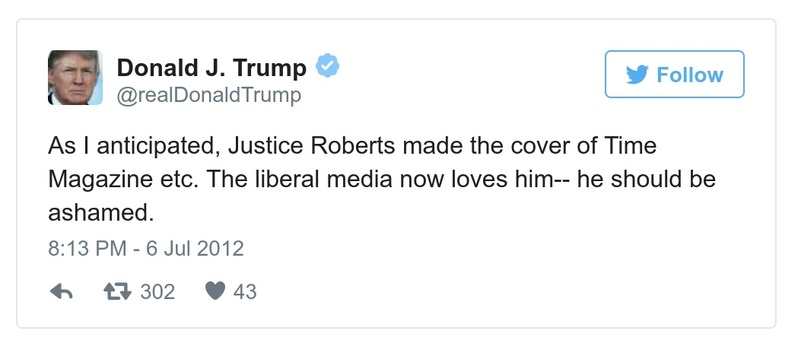 Donald J. Trump
@realDonaldTrump
Follow
As I anticipated, Justice Roberts made the cover of Time
Magazine etc. The liberal media now loves him-- he should be
ashamed.
8:13 PM - 6 Jul 2012
302 43